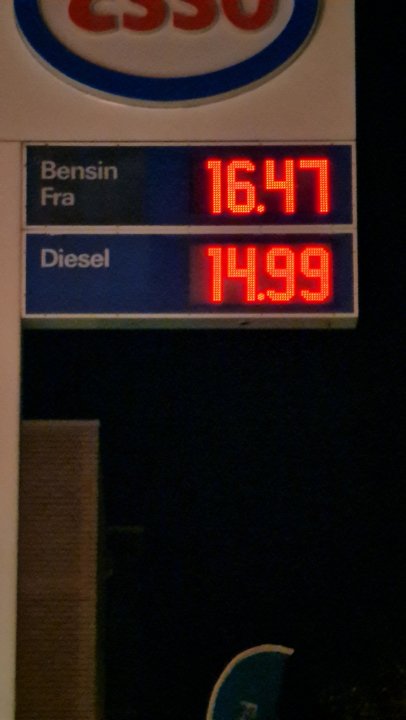 Esso
Bensin
Fra
16.47
Diesel
14.99